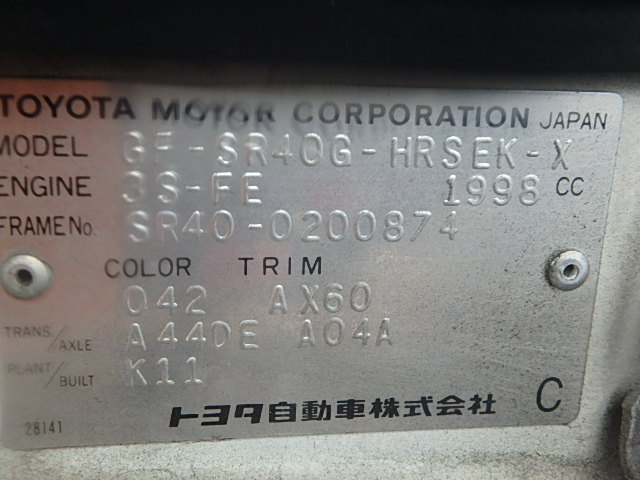 TOYOTA MOTOR CORPORATION JAPAN
MODEL GF-SR40G-HRSEK-X
ENGINE 3S-FE 1998 CC
FRAME No. SR40-0200874
COLOR TRIM
042 AX60
TRANS/AXLE A44DE A04A
PLANT/BUILT K11
トヨタ自動車株式会社 C
28141